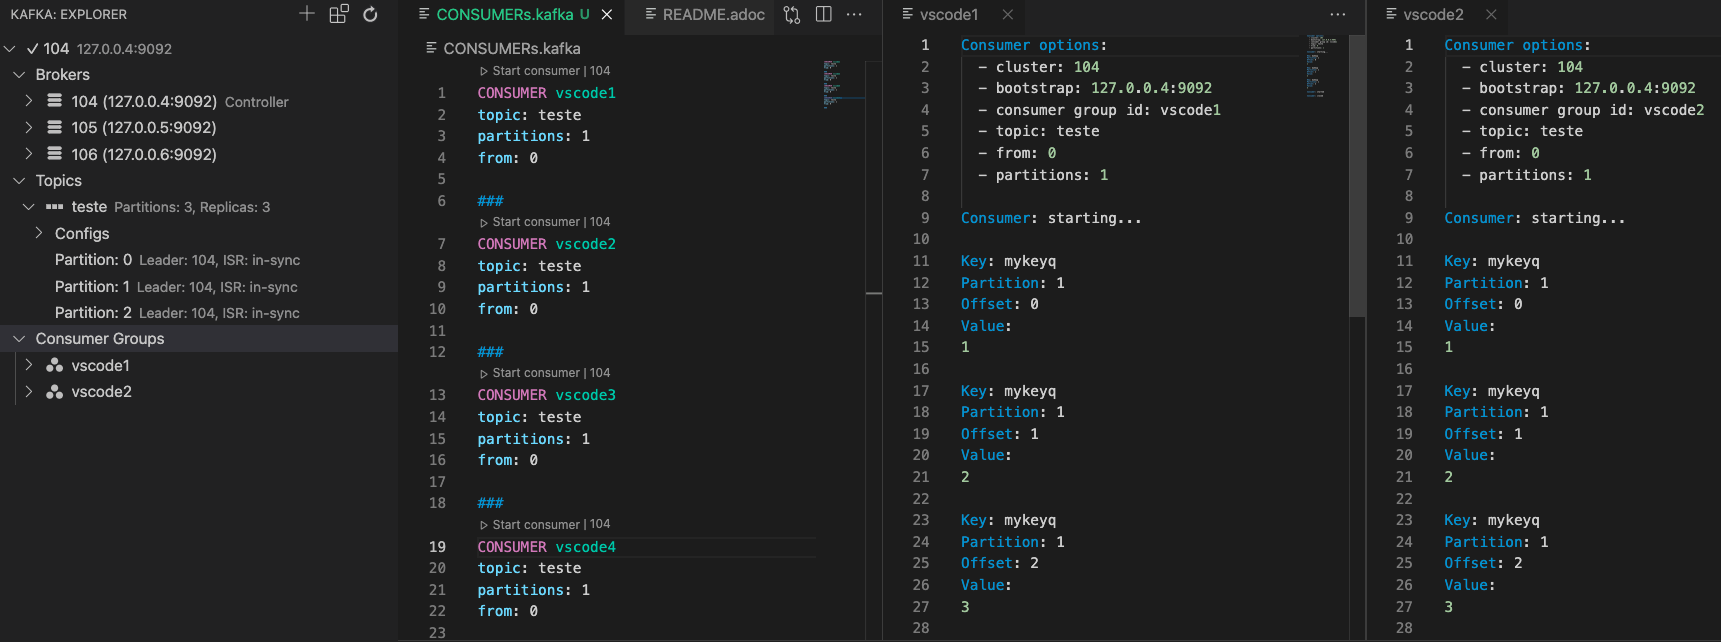 KAFKA: EXPLORER
104 127.0.0.4:9092
Brokers
104 (127.0.0.4:9092) Controller
105 (127.0.0.5:9092)
106 (127.0.0.6:9092)
Topics
teste Partitions: 3, Replicas: 3
Configs
Partition: 0 Leader: 104, ISR: in-sync
Partition: 1 Leader: 104, ISR: in-sync
Partition: 2 Leader: 104, ISR: in-sync
Consumer Groups
vscode1
vscode2
CONSUMERs.kafka U
README.adoc
CONSUMERs.kafka
Start consumer | 104
1 CONSUMER vscode1
2 topic: teste
3 partitions: 1
4 from: 0
5
6 ###
Start consumer | 104
7 CONSUMER vscode2
8 topic: teste
9 partitions: 1
10 from: 0
11
12 ###
Start consumer | 104
13 CONSUMER vscode3
14 topic: teste
15 partitions: 1
16 from: 0
17
18 ###
Start consumer | 104
19 CONSUMER vscode4
20 topic: teste
21 partitions: 1
22 from: 0
23
vscode1
1 Consumer options:
2 - cluster: 104
3 - bootstrap: 127.0.0.4:9092
4 - consumer group id: vscode1
5 - topic: teste
6 - from: 0
7 - partitions: 1
8
9 Consumer: starting...
10
11 Key: mykeyq
12 Partition: 1
13 Offset: 0
14 Value:
15 1
16
17 Key: mykeyq
18 Partition: 1
19 Offset: 1
20 Value:
21 2
22
23 Key: mykeyq
24 Partition: 1
25 Offset: 2
26 Value:
27 3
28
vscode2
1 Consumer options:
2 - cluster: 104
3 - bootstrap: 127.0.0.4:9092
4 - consumer group id: vscode2
5 - topic: teste
6 - from: 0
7 - partitions: 1
8
9 Consumer: starting...
10
11 Key: mykeyq
12 Partition: 1
13 Offset: 0
14 Value:
15 1
16
17 Key: mykeyq
18 Partition: 1
19 Offset: 1
20 Value:
21 2
22
23 Key: mykeyq
24 Partition: 1
25 Offset: 2
26 Value:
27 3
28